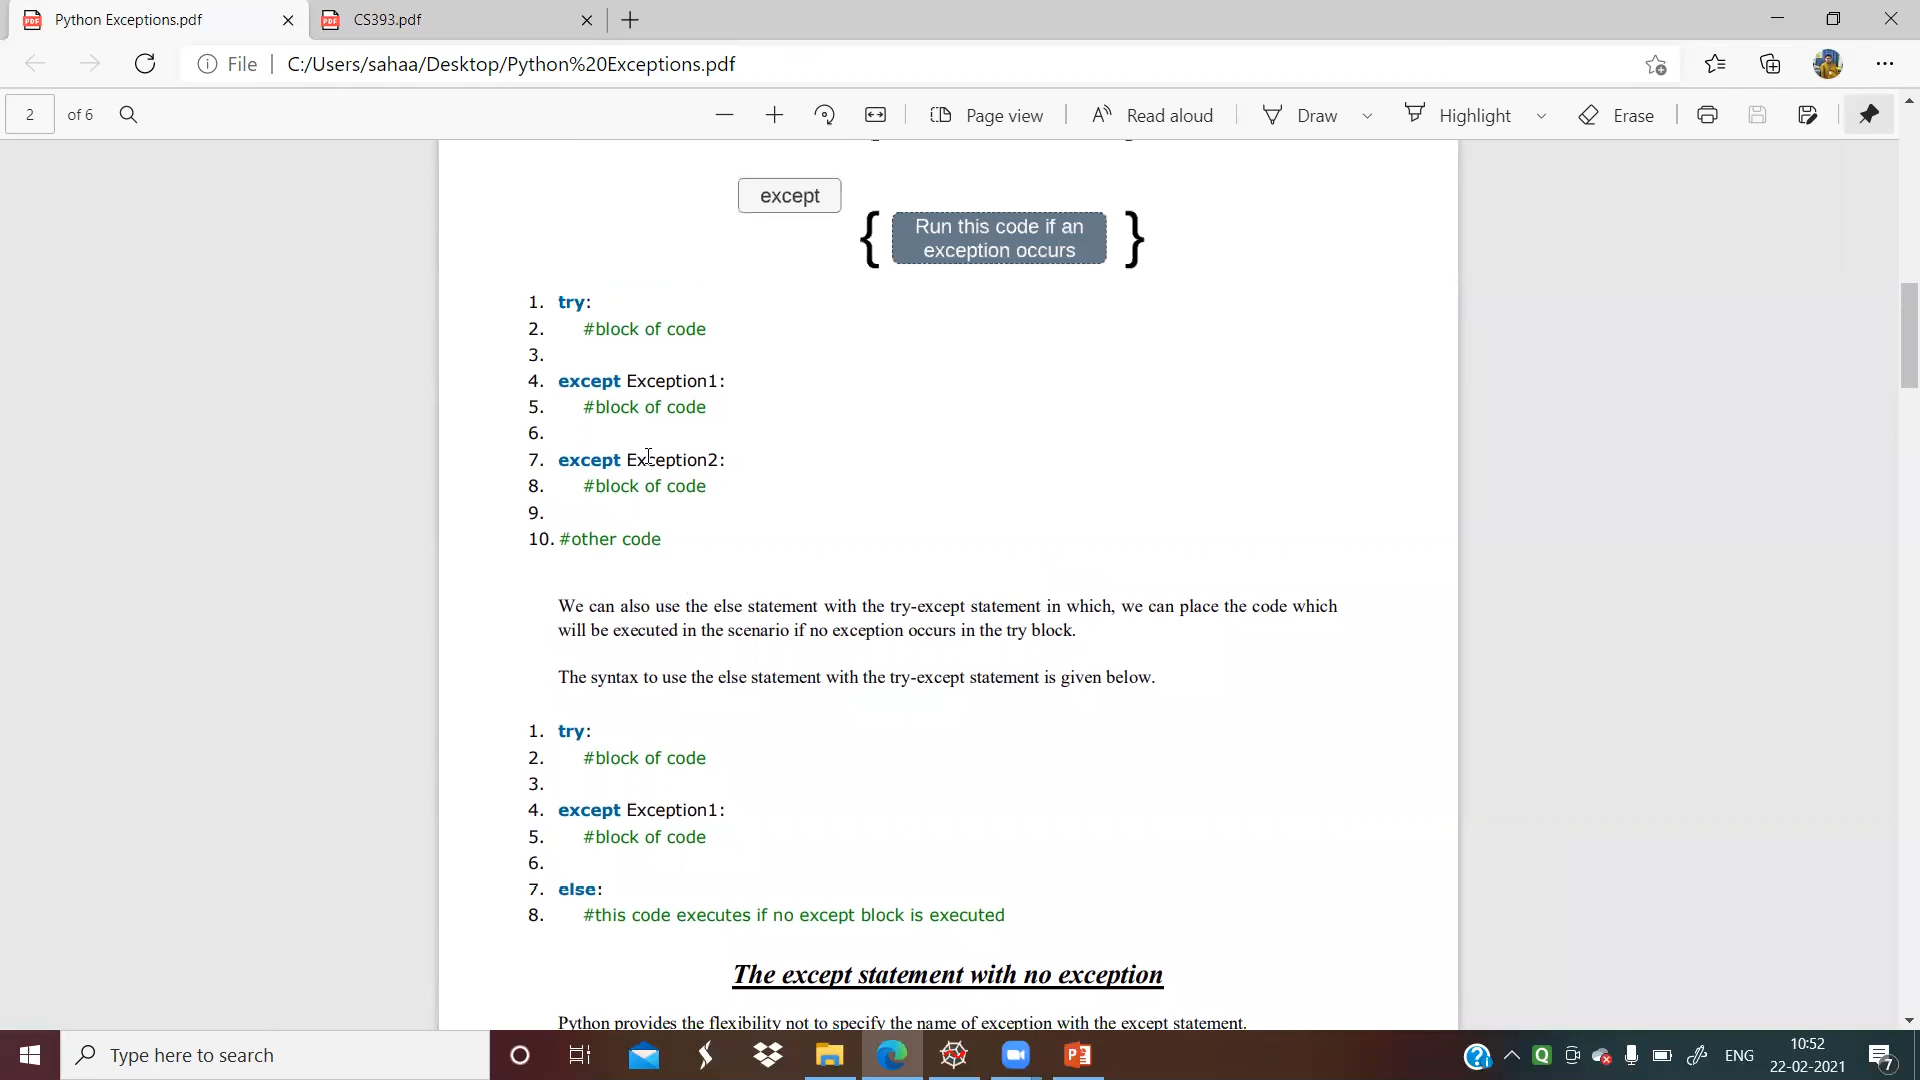 Python Exceptions.pdf
CS393.pdf
File
C:/Users/sahaa/Desktop/Python%20Exceptions.pdf
2 of 6
Page view
Read aloud
Draw
Highlight
Erase
except
{ Run this code if an }
exception occurs
1. try:
2. #block of code
3.
4. except Exception1:
5. #block of code
6.
7. except Exception2:
8. #block of code
9.
10. #other code
We can also use the else statement with the try-except statement in which, we can place the code which
will be executed in the scenario if no exception occurs in the try block.
The syntax to use the else statement with the try-except statement is given below.
1. try:
2. #block of code
3.
4. except Exception1:
5. #block of code
6.
7. else:
8. #this code executes if no except block is executed
The except statement with no exception
Python provides the flexibility not to specify the name of exception with the except statement.
Type here to search
ENG
10:52
22-02-2021
7